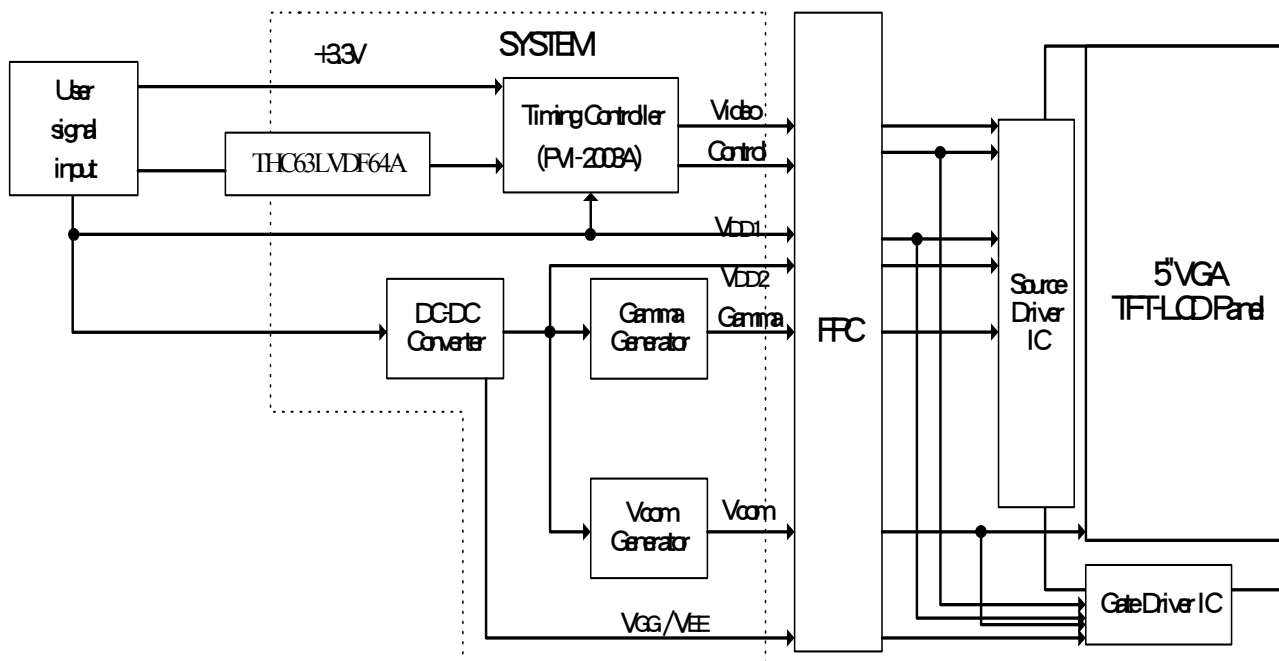 +3.3V
SYSTEM
User
signal
input
THC63LVDF64A
Timing Controller
(PVI-2003A)
Video
Control
VDD1
VDD2
DC-DC
Converter
Gamma
Generator
Gamma
FPC
Source
Driver
IC
5" VGA
TFT-LCD Panel
Vcom
Generator
Vcom
VGG/VEE
Gate Driver IC